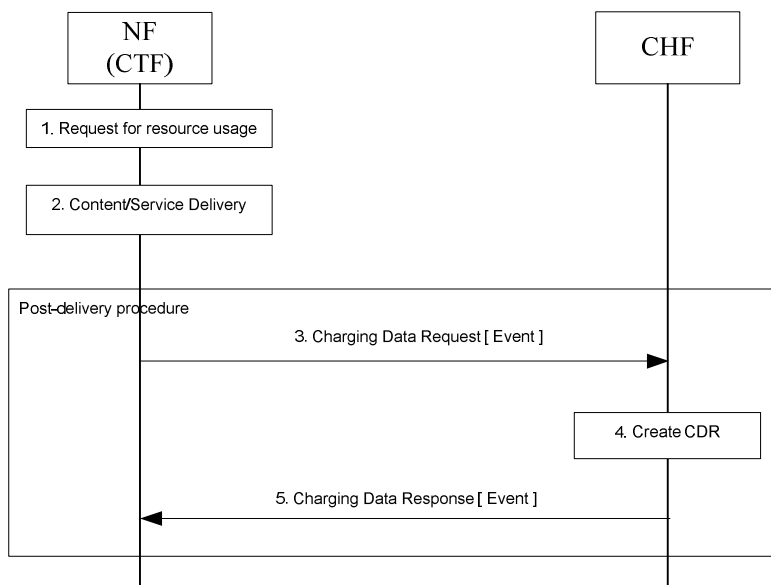 NF
(CTF)
CHF
1. Request for resource usage
2. Content/Service Delivery
Post-delivery procedure
3. Charging Data Request [ Event ]
4. Create CDR
5. Charging Data Response [ Event ]